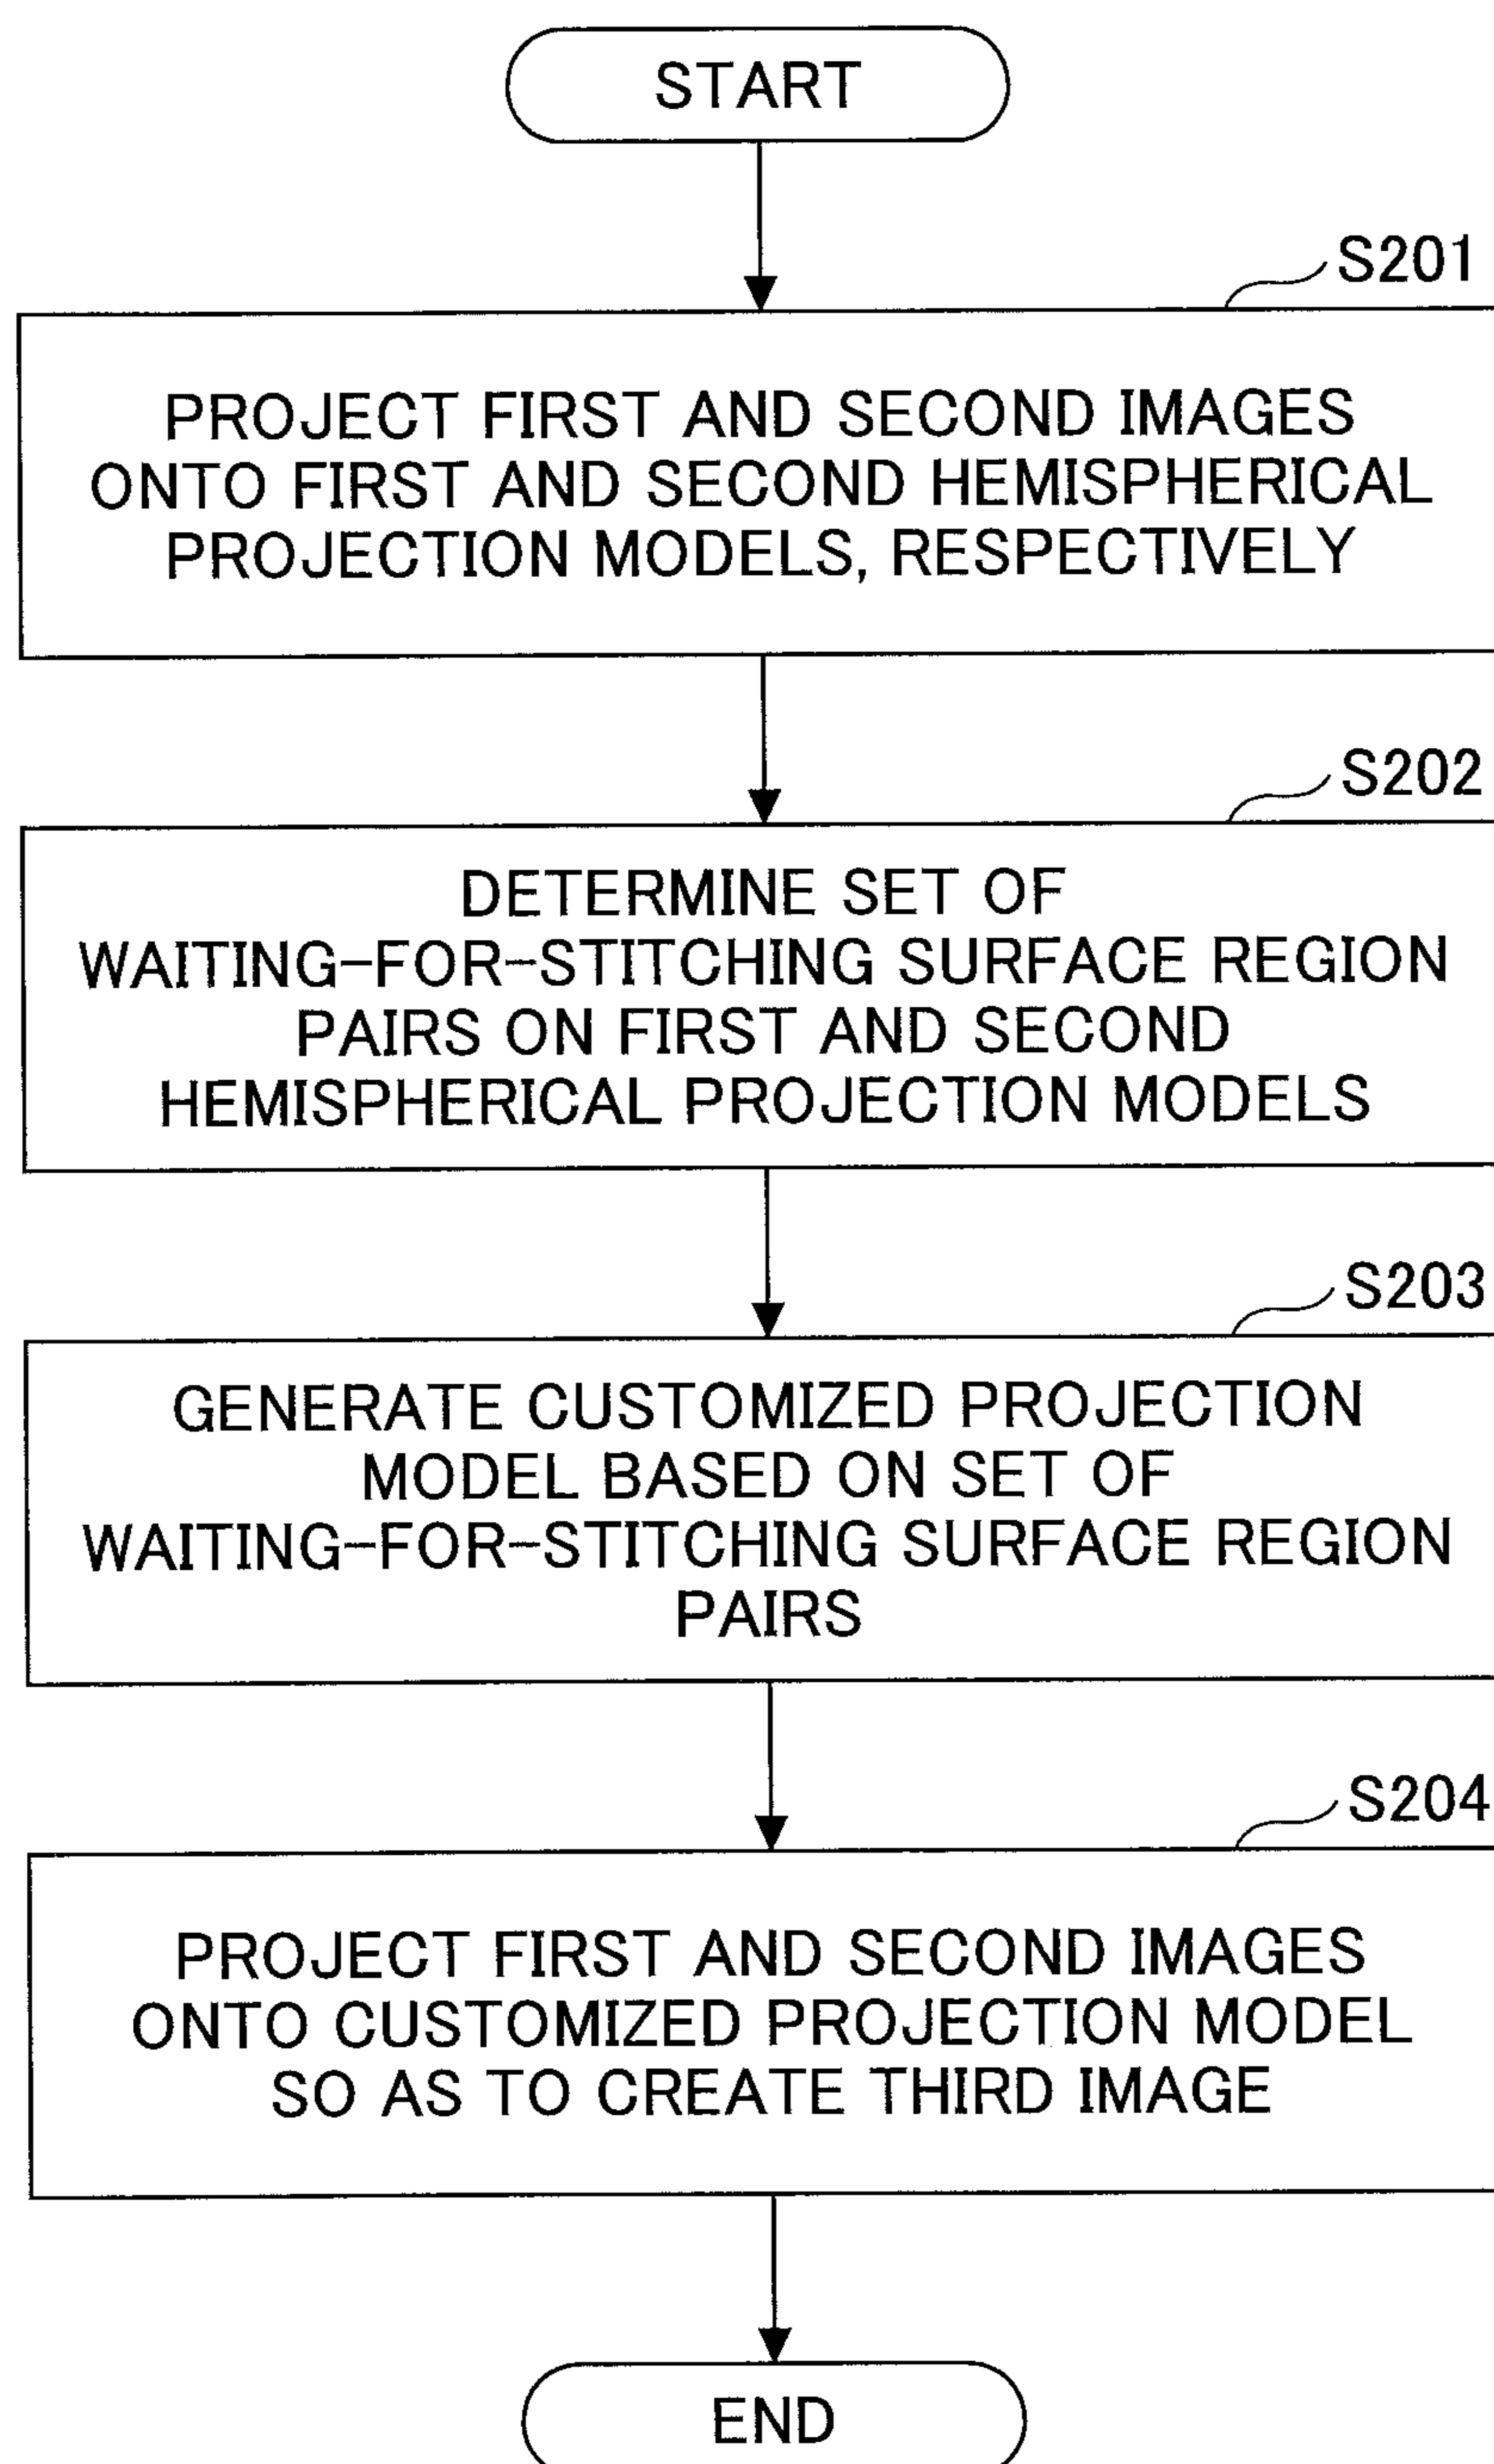 START
S201
PROJECT FIRST AND SECOND IMAGES
ONTO FIRST AND SECOND HEMISPHERICAL
PROJECTION MODELS, RESPECTIVELY
S202
DETERMINE SET OF
WAITING-FOR-STITCHING SURFACE REGION
PAIRS ON FIRST AND SECOND
HEMISPHERICAL PROJECTION MODELS
S203
GENERATE CUSTOMIZED PROJECTION
MODEL BASED ON SET OF
WAITING-FOR-STITCHING SURFACE REGION
PAIRS
S204
PROJECT FIRST AND SECOND IMAGES
ONTO CUSTOMIZED PROJECTION MODEL
SO AS TO CREATE THIRD IMAGE
END